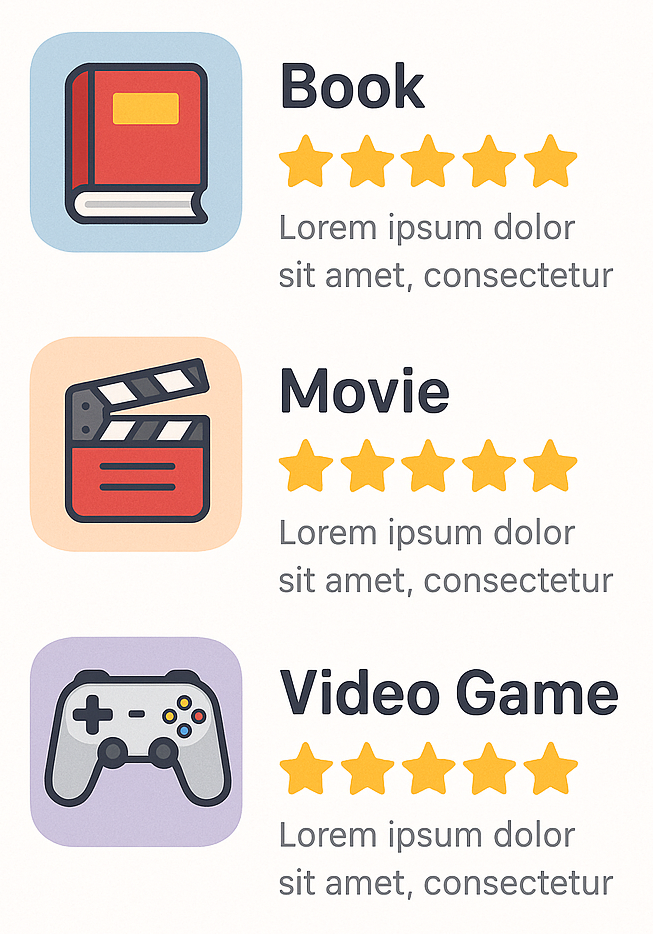 Book
Lorem ipsum dolor
sit amet, consectetur
Movie
Lorem ipsum dolor
sit amet, consectetur
Video Game
Lorem ipsum dolor
sit amet, consectetur